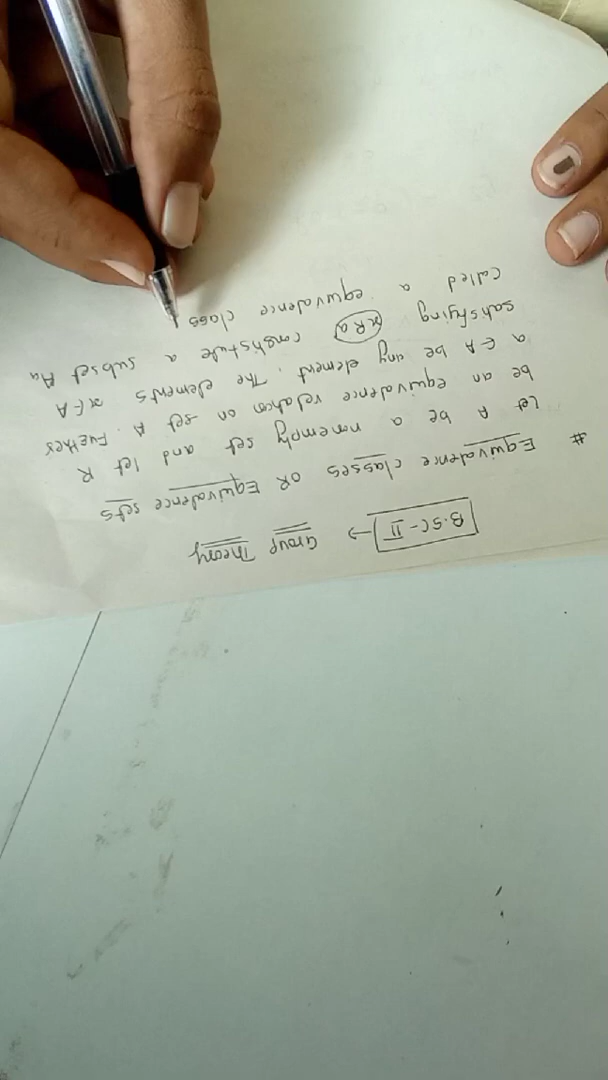 B.SC-II → Group Theory
# Equivalence classes OR Equivalence sets
Let A be a nonempty set and let R
be an equivalence relation on set A. Further
a ∈ A be any element. The elements x ∈ A
satisfying xRa constitute a subset Aa
called a equivalence class